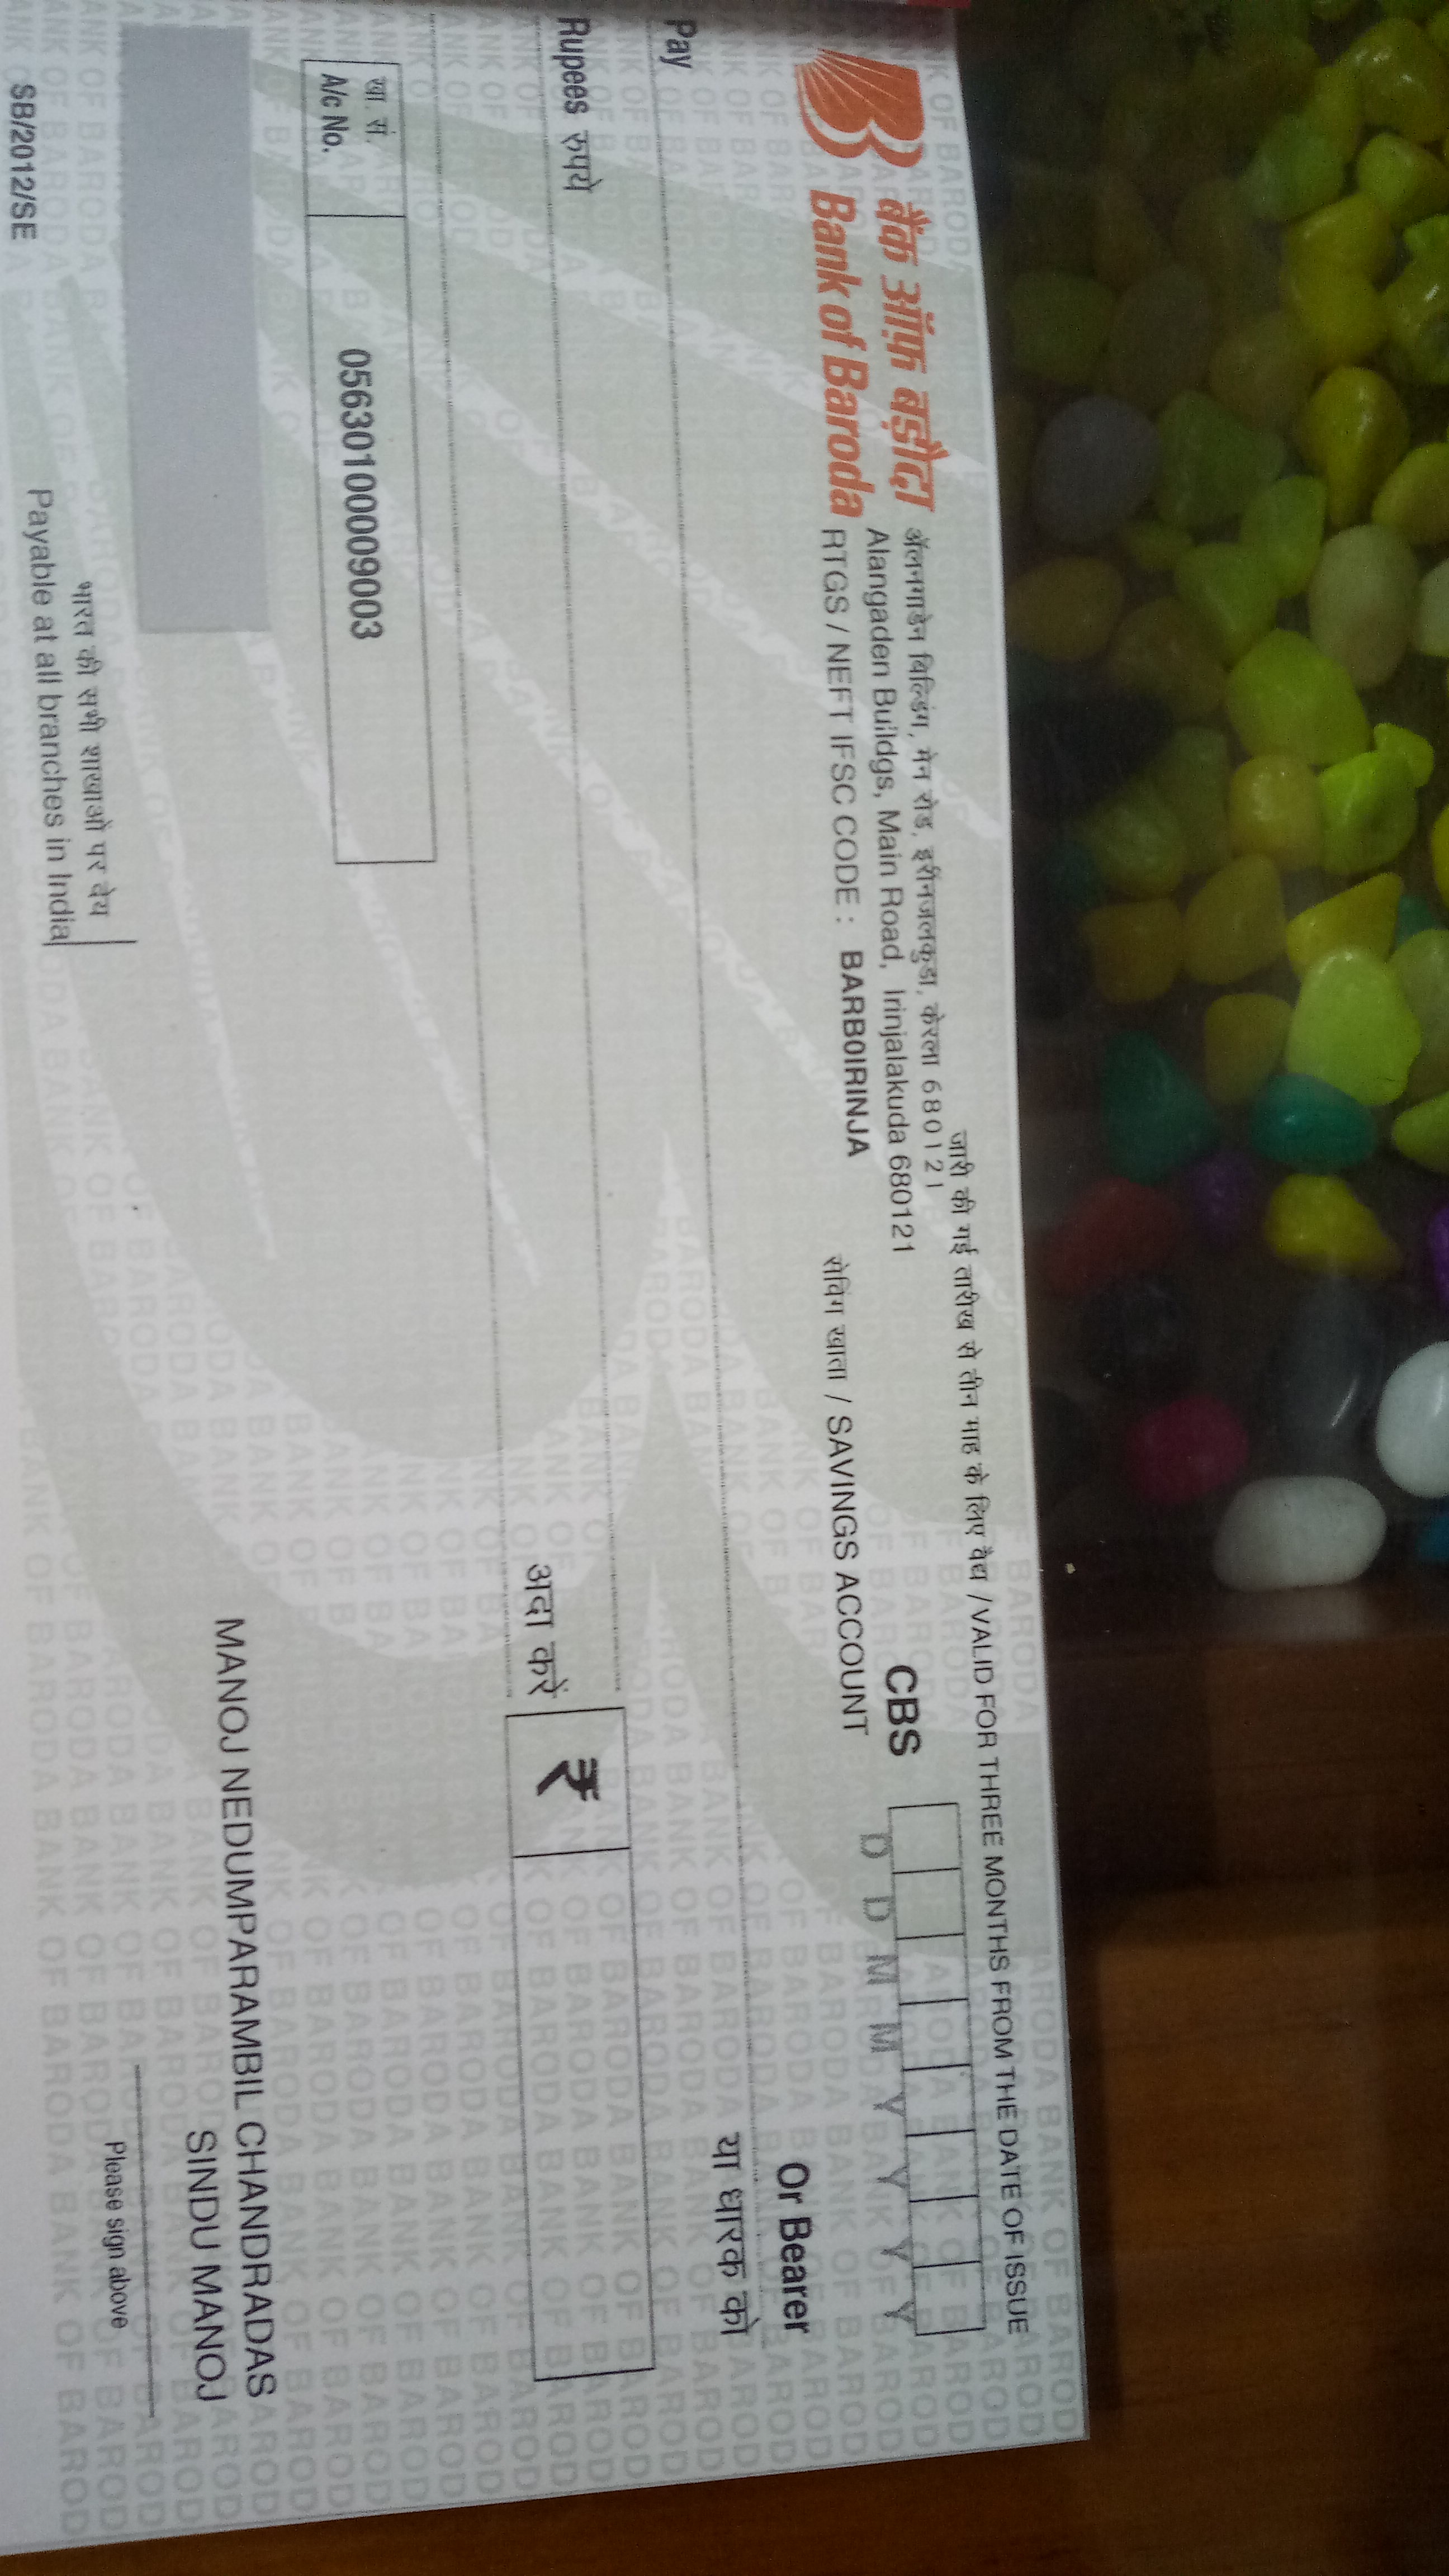 जारी की गई तारीख से तीन माह के लिए वैद्य / VALID FOR THREE MONTHS FROM THE DATE OF ISSUE
बैंक ऑफ़ बड़ौदा
Bank of Baroda
ॲलनगाडेन बिल्डिंग, मेन रोड, इरीनजलकुडा, केरला 680121
Alangaden Buildgs, Main Road, Irinjalakuda 680121
RTGS / NEFT IFSC CODE : BARB0IRINJA
सेविंग खाता / SAVINGS ACCOUNT
CBS
D D M M Y Y Y Y
Pay
Or Bearer
या धारक को
Rupees रुपये
अदा करें
₹
खा. सं.
A/c No.
05630100009003
MANOJ NEDUMPARAMBIL CHANDRADAS
SINDU MANOJ
SB/2012/SE
भारत की सभी शाखाओं पर देय
Payable at all branches in India
Please sign above